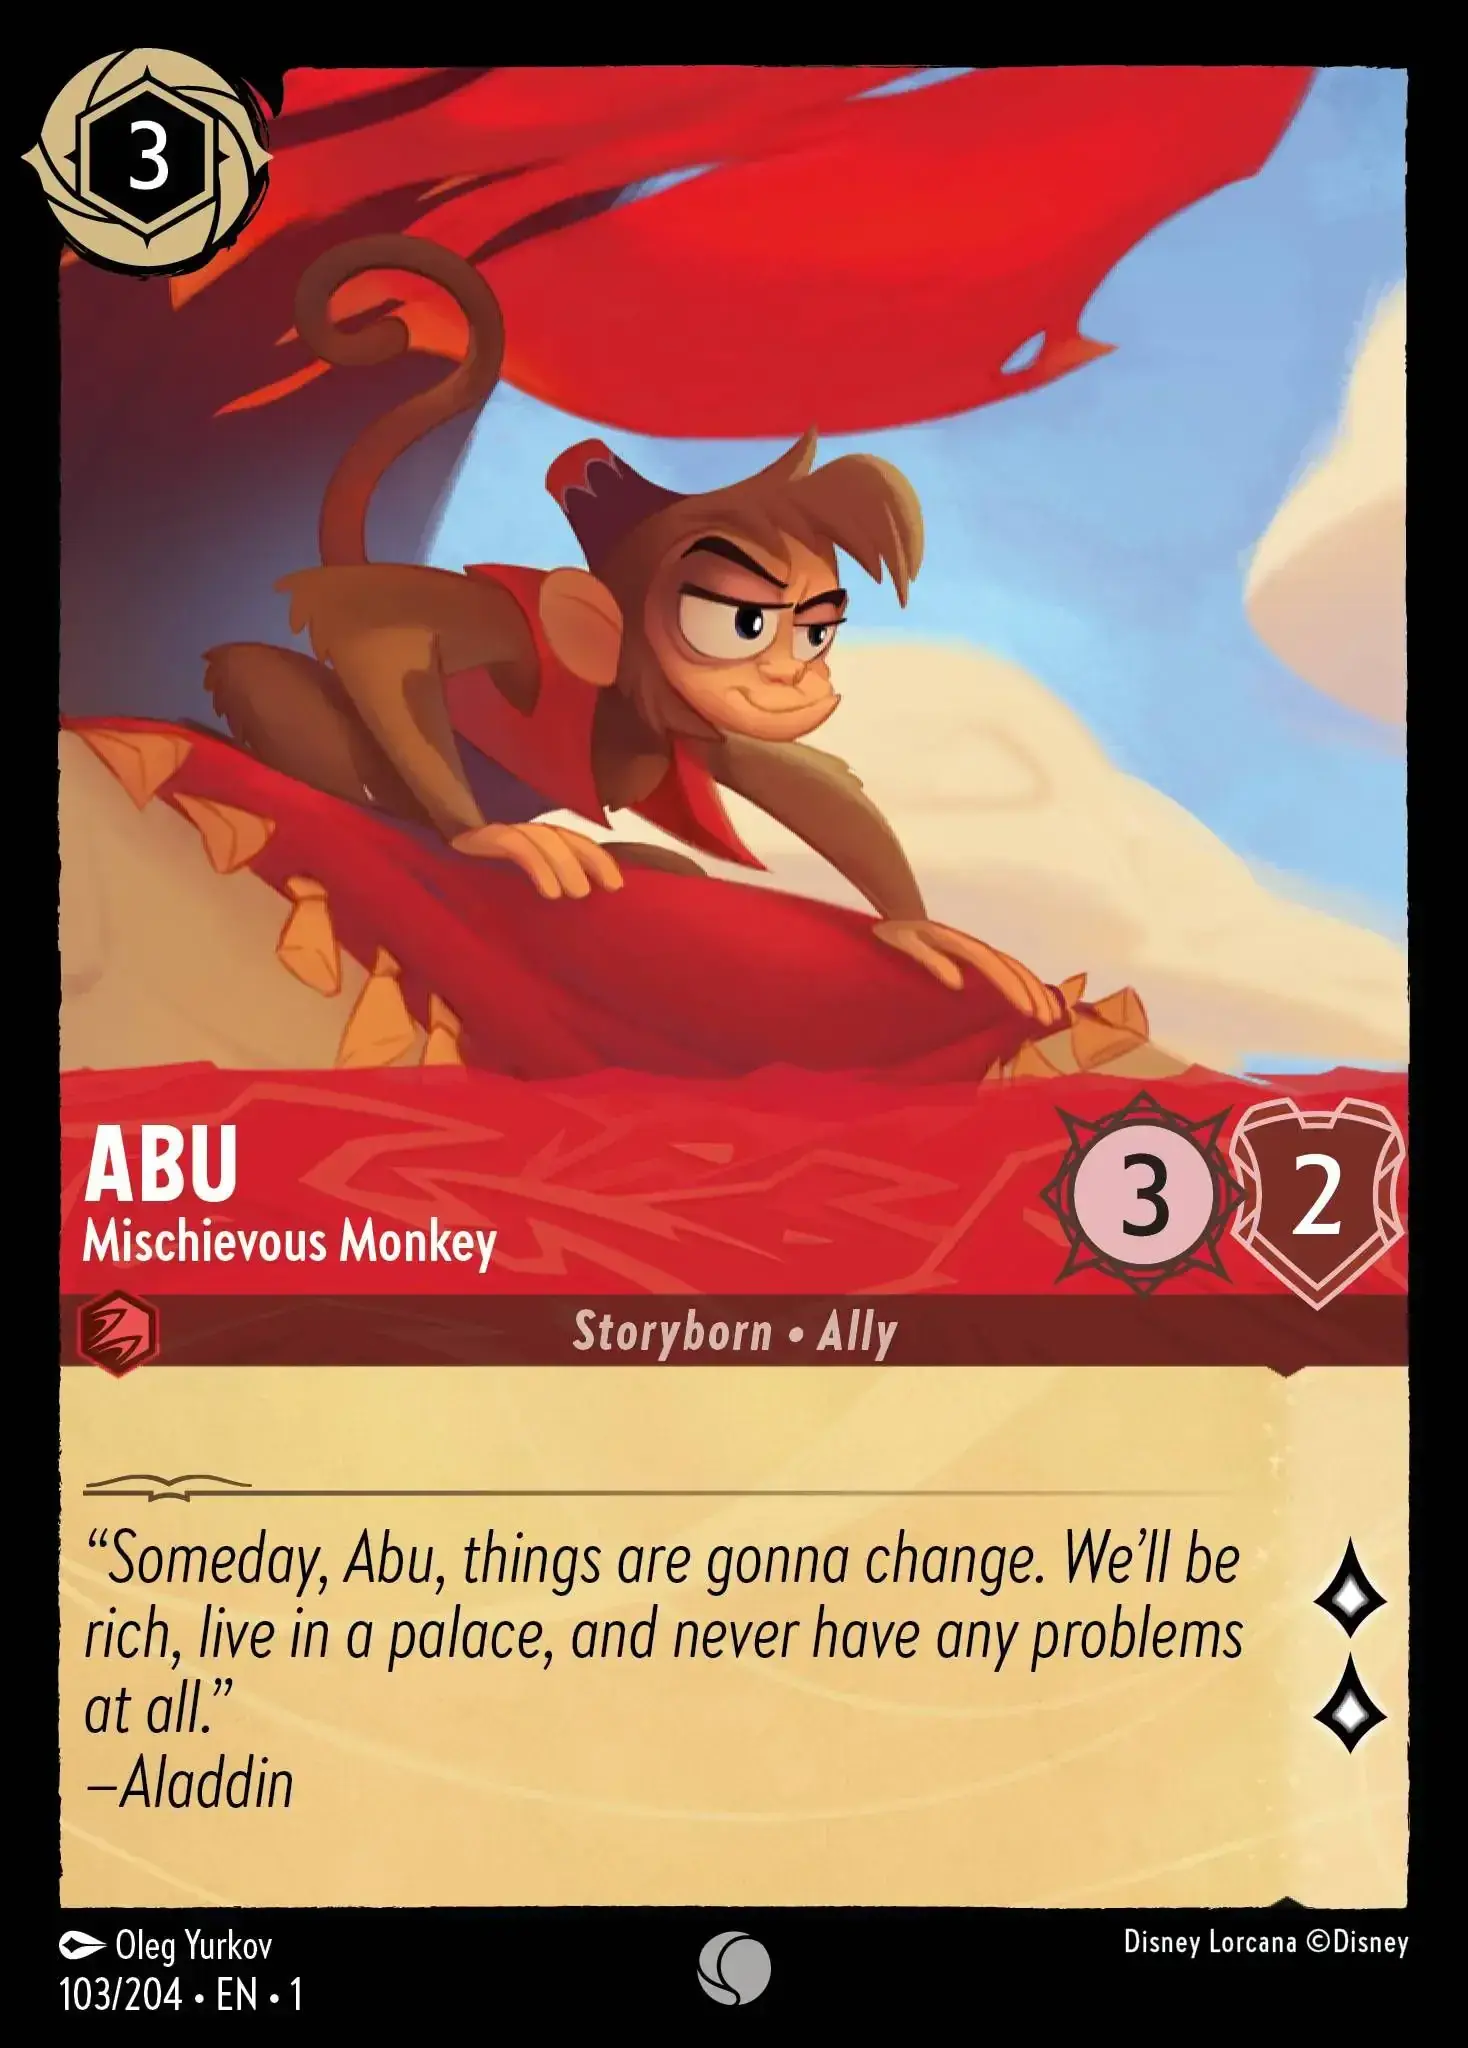 3
ABU
Mischievous Monkey
3
2
Storyborn • Ally
“Someday, Abu, things are gonna change. We’ll be
rich, live in a palace, and never have any problems
at all.”
–Aladdin
Oleg Yurkov
Disney Lorcana ©Disney
103/204 • EN • 1